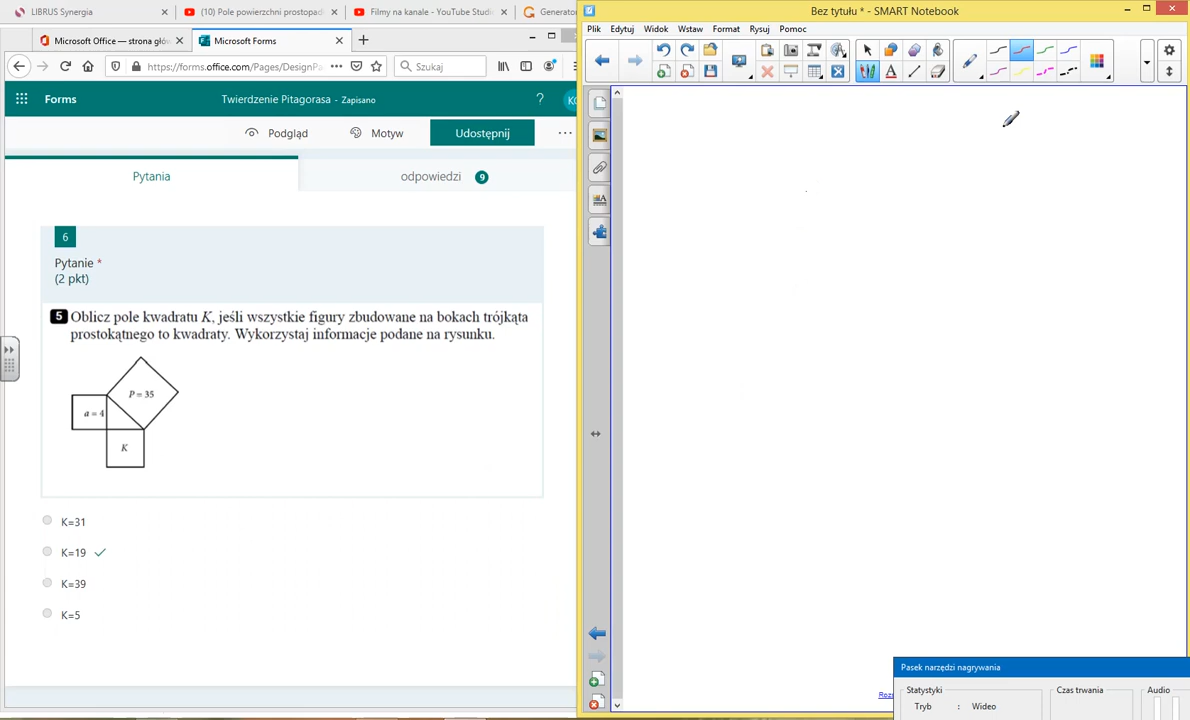 LIBRUS Synergia
(10) Pole powierzchni prostopad
Filmy na kanale - YouTube Studi
Generator
Microsoft Office — strona głów
Microsoft Forms
https://forms.office.com/Pages/DesignPa
Szukaj
Forms
Twierdzenie Pitagorasa - Zapisano
?
KC
Podgląd
Motyw
Udostępnij
Pytania
odpowiedzi 9
6
Pytanie *
(2 pkt)
5 Oblicz pole kwadratu K, jeśli wszystkie figury zbudowane na bokach trójkąta
prostokątnego to kwadraty. Wykorzystaj informacje podane na rysunku.
P = 35
a = 4
K
K=31
K=19
K=39
K=5
Bez tytułu * - SMART Notebook
Plik Edytuj Widok Wstaw Format Rysuj Pomoc
Pasek narzędzi nagrywania
Statystyki
Czas trwania
Audio
Tryb : Wideo